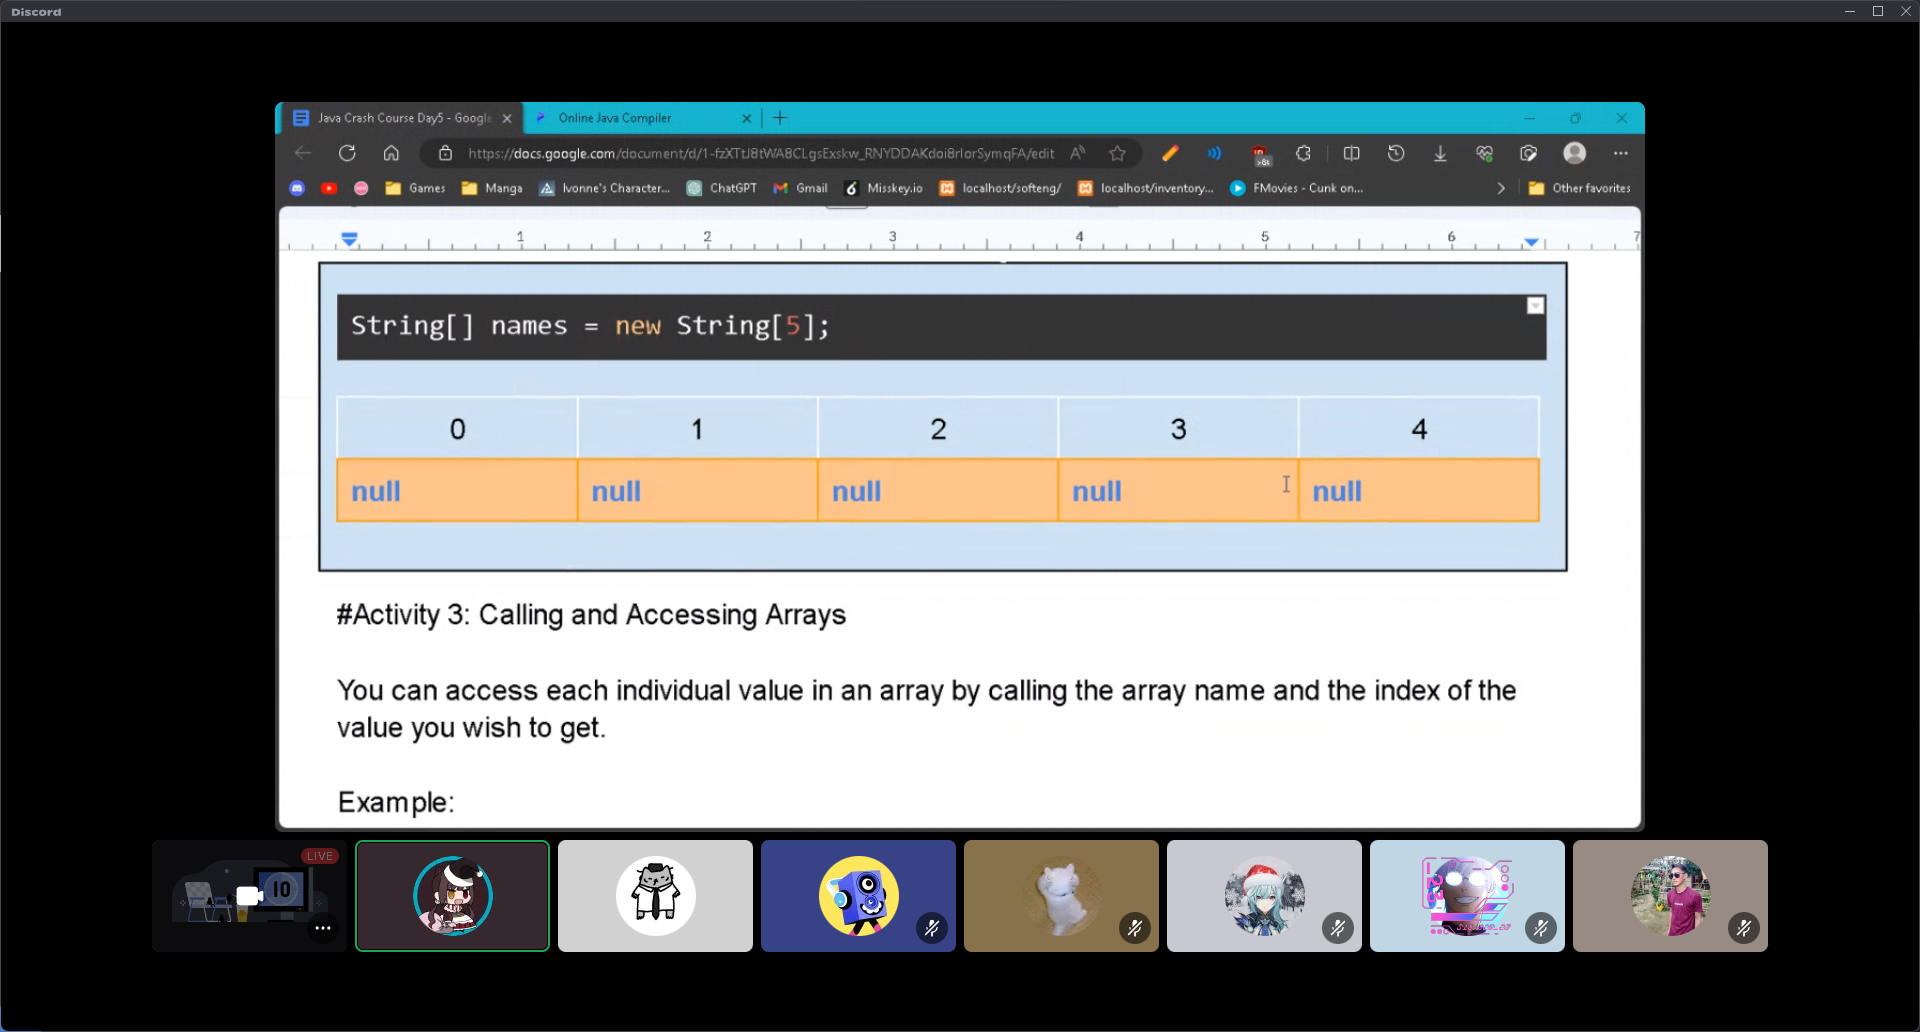 Discord
Java Crash Course Day5 - Google
Online Java Compiler
https://docs.google.com/document/d/1-fzXTtJ8tWA8CLgsExskw_RNYDDAKdoi8rIorSymqFA/edit
Games
Manga
Ivonne's Character...
ChatGPT
Gmail
Misskey.io
localhost/softeng/
localhost/inventory...
FMovies - Cunk on...
Other favorites
1 2 3 4 5 6 7
String[] names = new String[5];
0 1 2 3 4
null null null null null
#Activity 3: Calling and Accessing Arrays
You can access each individual value in an array by calling the array name and the index of the
value you wish to get.
Example:
LIVE
10